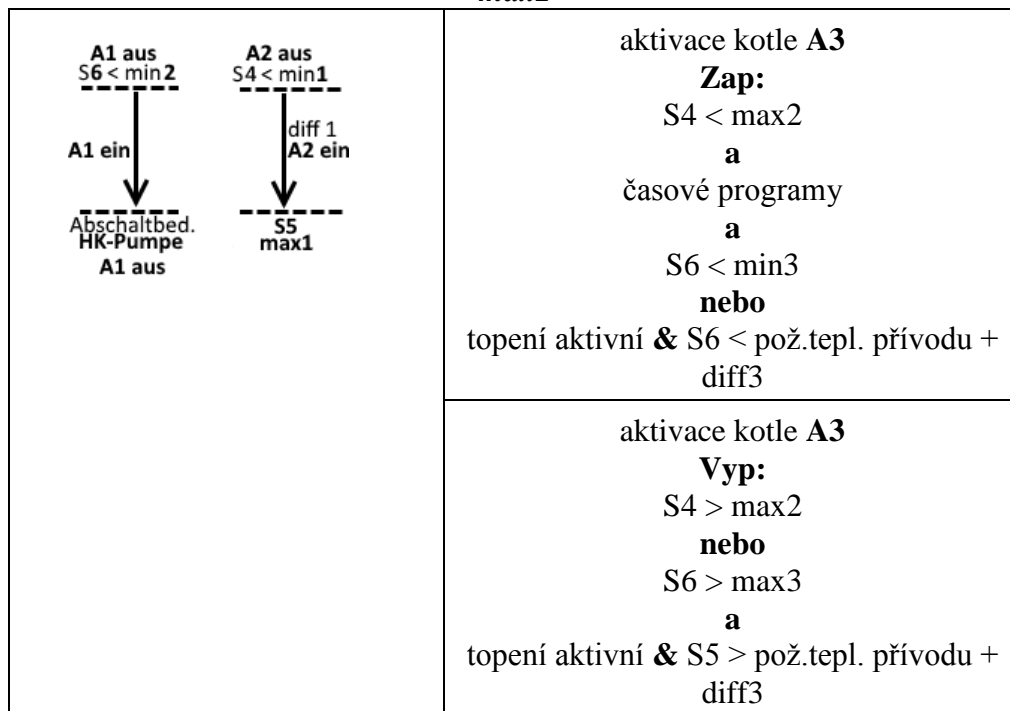 A1 aus
S6 < min2
A1 ein
Abschaltbed.
HK-Pumpe
A1 aus
A2 aus
S4 < min1
diff 1
A2 ein
S5
max1
aktivace kotle A3
Zap:
S4 < max2
a
časové programy
a
S6 < min3
nebo
topení aktivní & S6 < pož.tepl. přívodu +
diff3
aktivace kotle A3
Vyp:
S4 > max2
nebo
S6 > max3
a
topení aktivní & S5 > pož.tepl. přívodu +
diff3